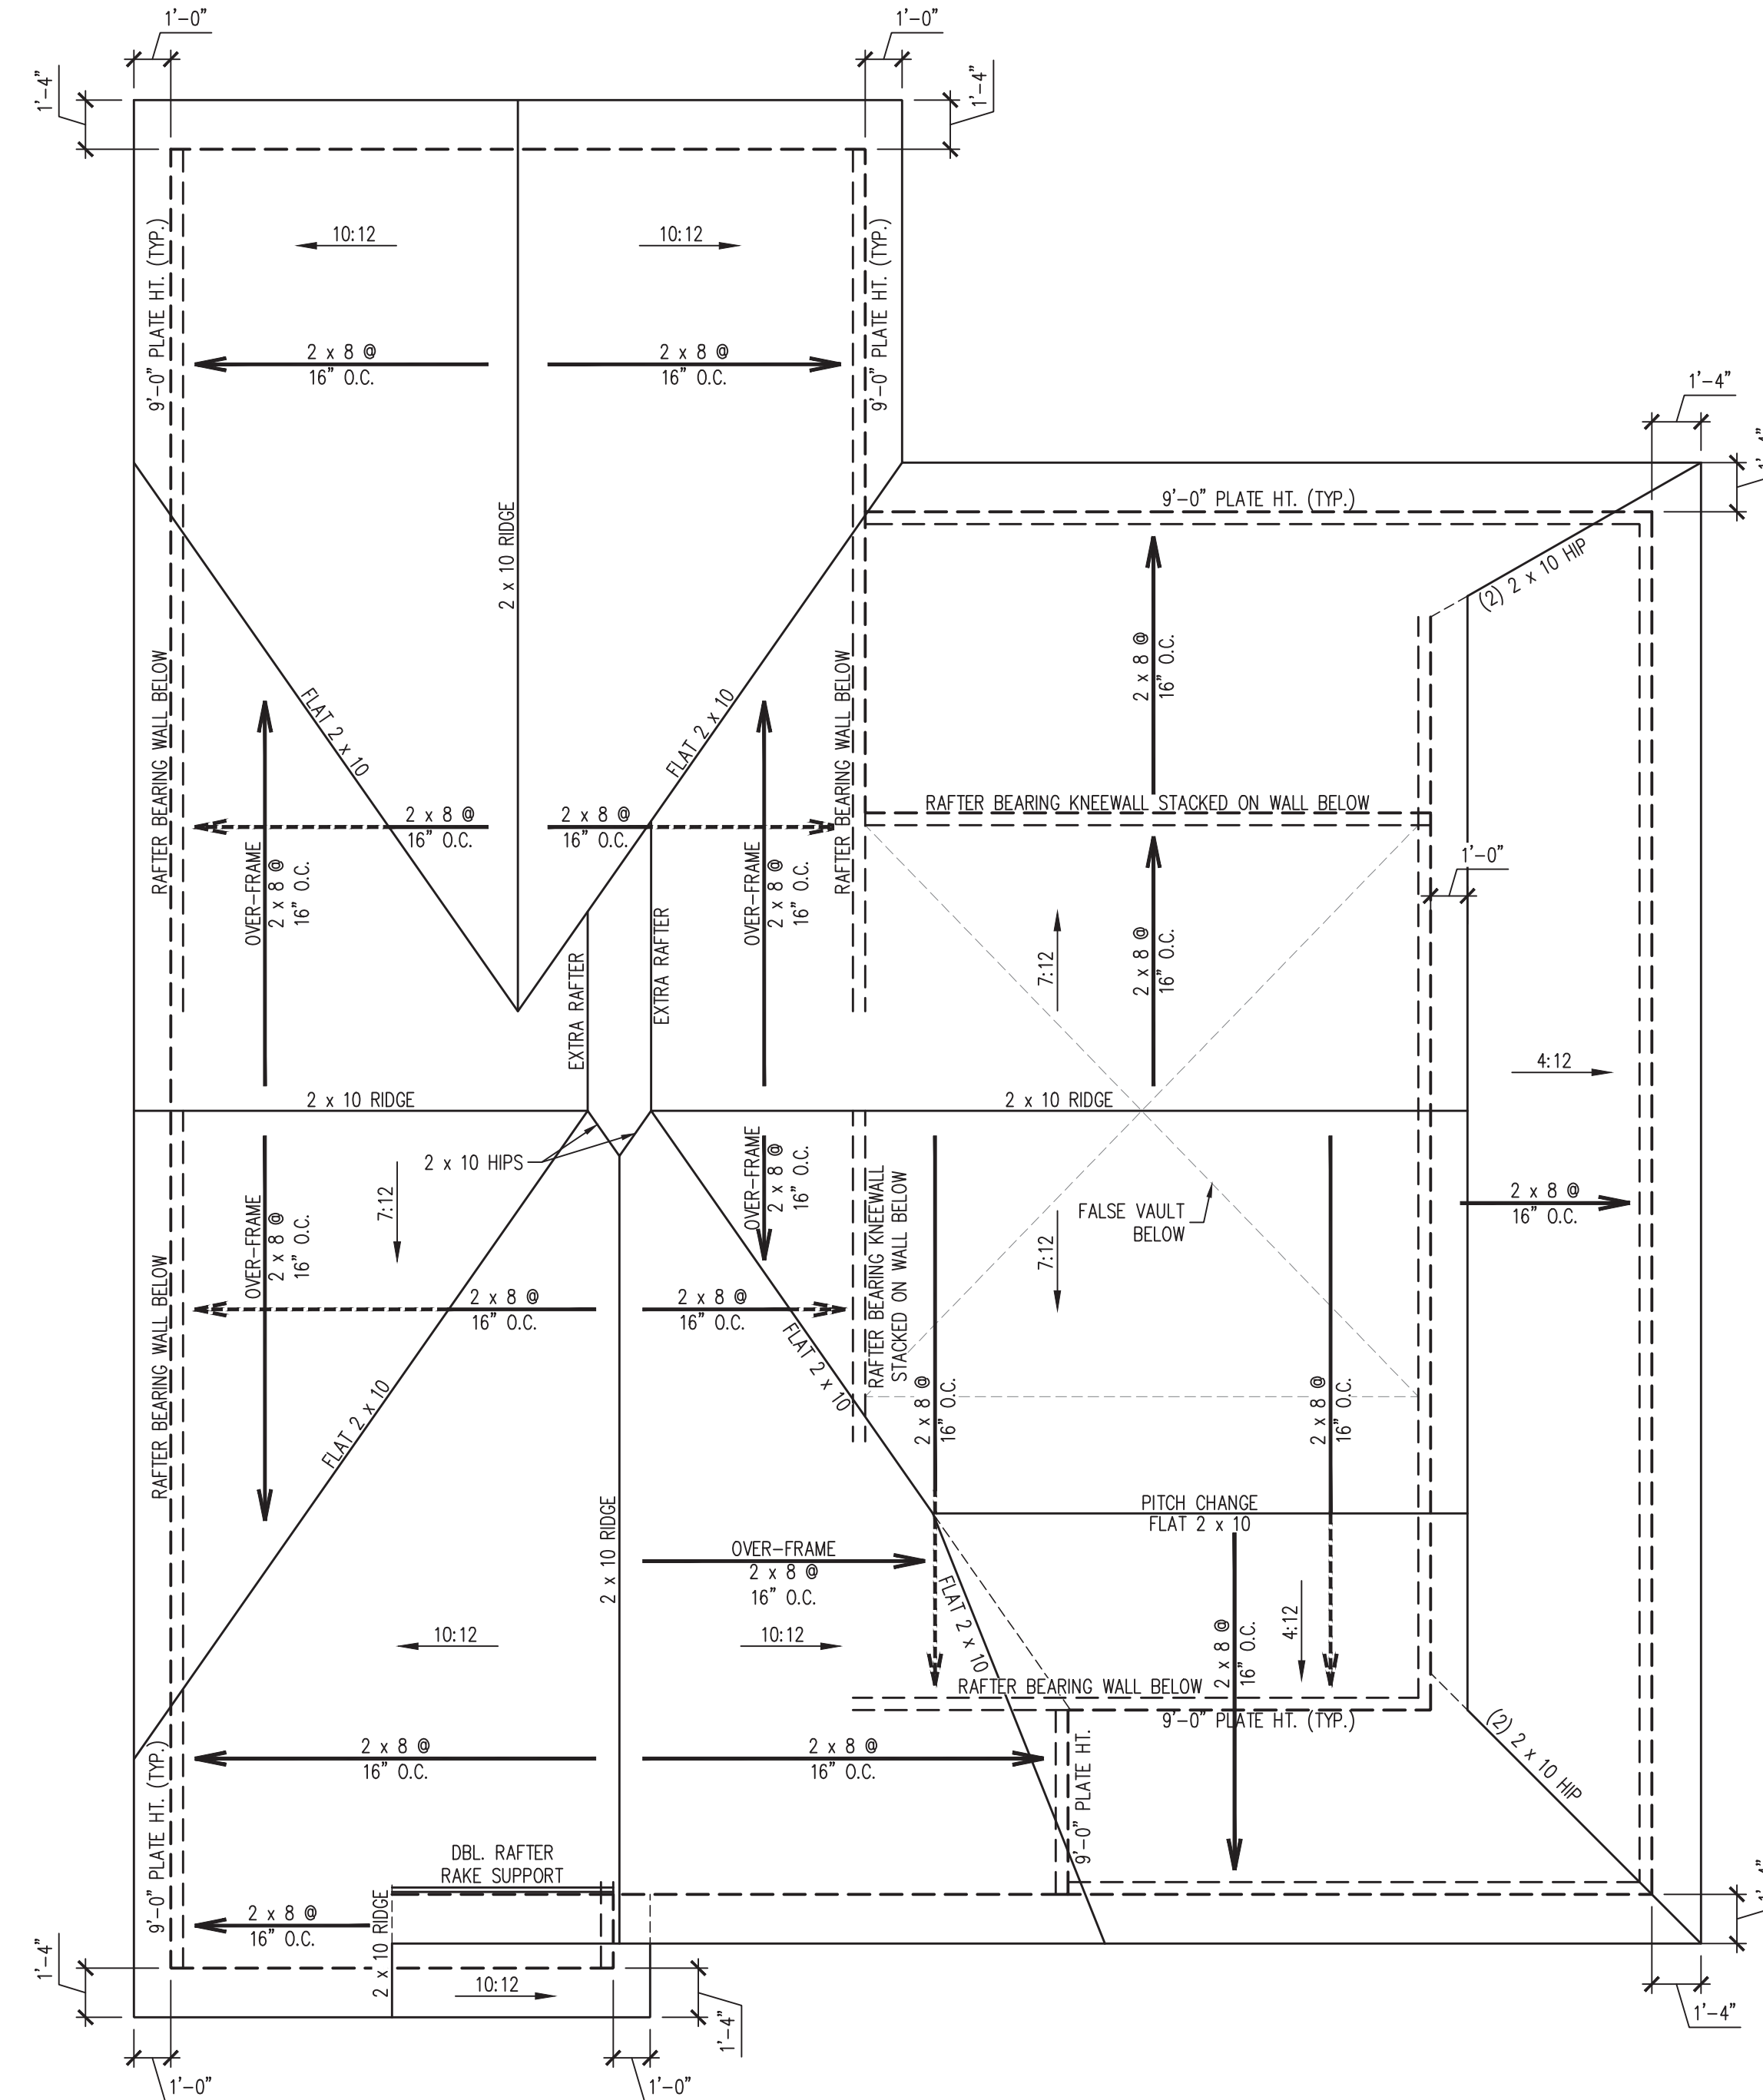 1'-0"
1'-0"
1'-4"
1'-4"
9'-0" PLATE HT. (TYP.)
10:12
10:12
9'-0" PLATE HT. (TYP.)
2 x 8 @
16" O.C.
2 x 8 @
16" O.C.
1'-4"
1'-4"
9'-0" PLATE HT. (TYP.)
2 x 10 RIDGE
(2) 2 x 10 HIP
RAFTER BEARING WALL BELOW
FLAT 2 x 10
FLAT 2 x 10
RAFTER BEARING WALL BELOW
2 x 8 @
16" O.C.
RAFTER BEARING KNEEWALL STACKED ON WALL BELOW
2 x 8 @
16" O.C.
2 x 8 @
16" O.C.
OVER-FRAME
2 x 8 @
16" O.C.
OVER-FRAME
2 x 8 @
16" O.C.
1'-0"
EXTRA RAFTER
EXTRA RAFTER
7:12
2 x 8 @
16" O.C.
4:12
2 x 10 RIDGE
2 x 10 RIDGE
2 x 10 HIPS
7:12
OVER-FRAME
2 x 8 @
16" O.C.
OVER-FRAME
2 x 8 @
16" O.C.
RAFTER BEARING KNEEWALL
STACKED ON WALL BELOW
FALSE VAULT
BELOW
7:12
2 x 8 @
16" O.C.
RAFTER BEARING WALL BELOW
2 x 8 @
16" O.C.
2 x 8 @
16" O.C.
FLAT 2 x 10
FLAT 2 x 10
2 x 8 @
16" O.C.
2 x 8 @
16" O.C.
PITCH CHANGE
FLAT 2 x 10
2 x 10 RIDGE
OVER-FRAME
2 x 8 @
16" O.C.
FLAT 2 x 10
10:12
10:12
2 x 8 @
16" O.C.
4:12
RAFTER BEARING WALL BELOW
9'-0" PLATE HT. (TYP.)
(2) 2 x 10 HIP
2 x 8 @
16" O.C.
2 x 8 @
16" O.C.
9'-0" PLATE HT. (TYP.)
9'-0" PLATE HT.
DBL. RAFTER
RAKE SUPPORT
2 x 8 @
16" O.C.
2 x 10 RIDGE
10:12
1'-4"
1'-4"
1'-4"
1'-4"
1'-0"
1'-0"